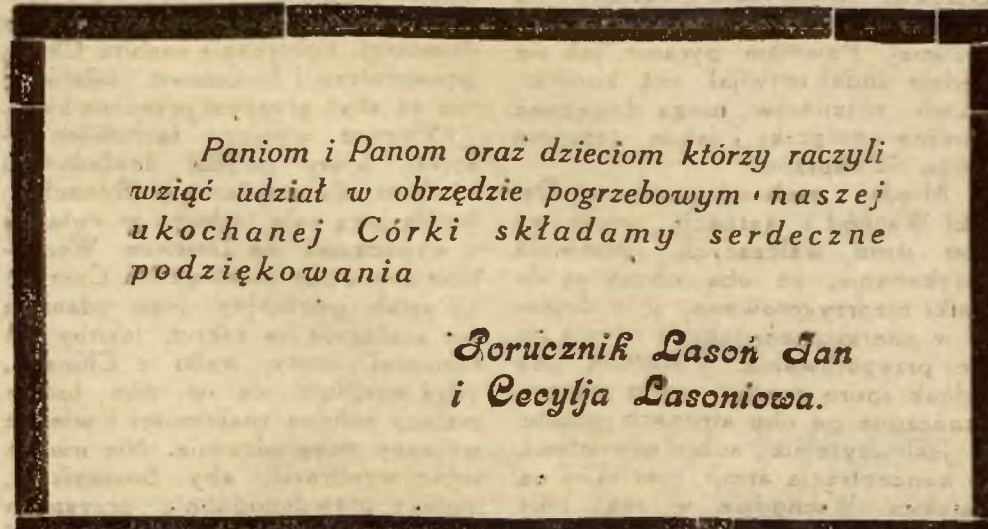 Paniom i Panom oraz dzieciom którzy raczyli
wziąć udział w obrzędzie pogrzebowym naszej
ukochanej Córki składamy serdeczne
podziękowania
Porucznik Lasoń Jan
i Cecylja Lasoniowa.